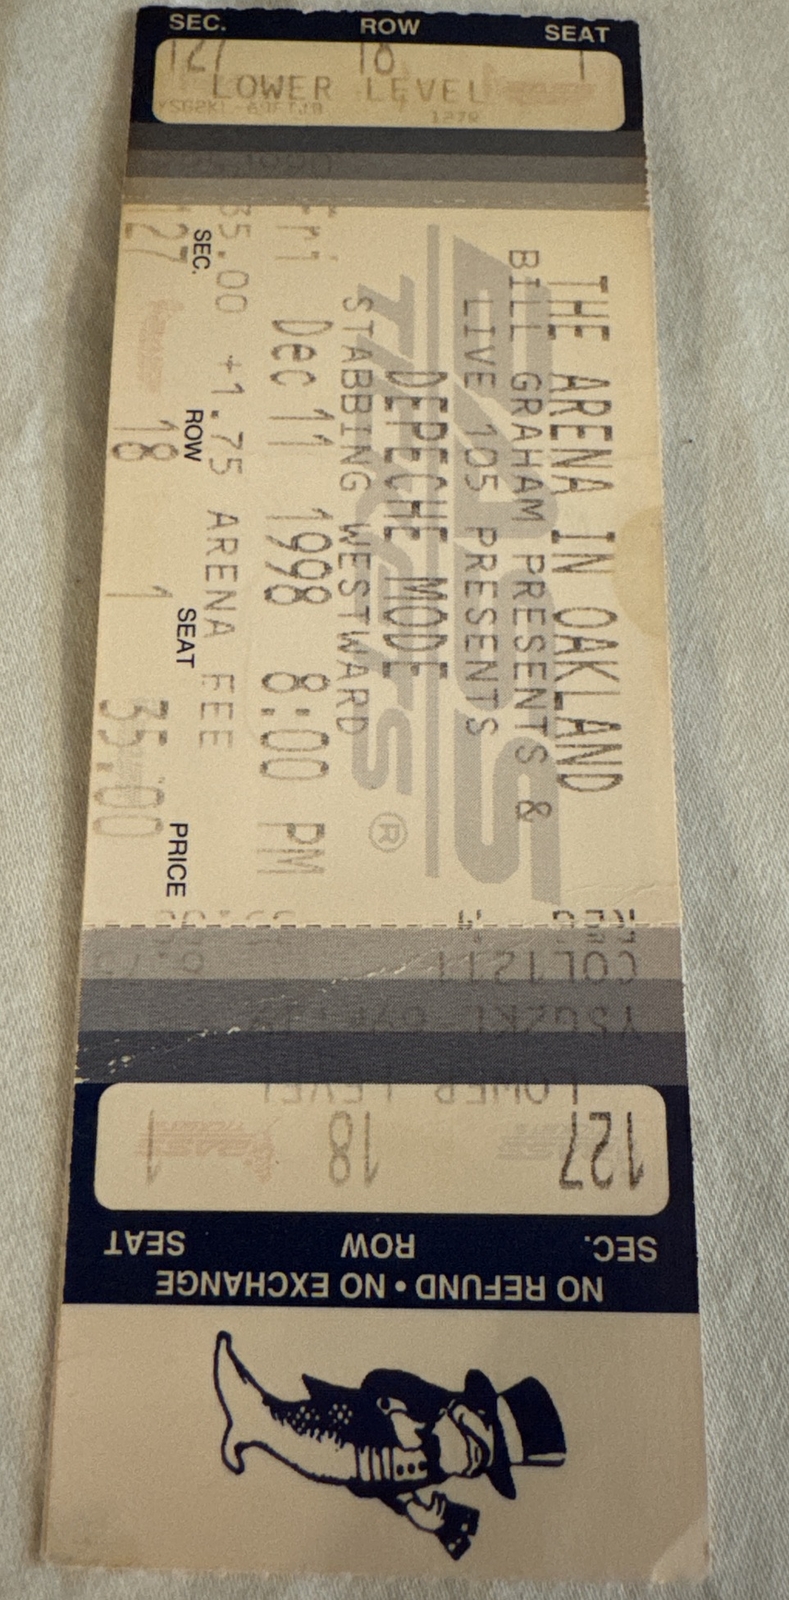 SEC. ROW SEAT
127 18 1
LOWER LEVEL
BASS
TICKETS®
THE ARENA IN OAKLAND
BILL GRAHAM PRESENTS &
LIVE 105 PRESENTS
DEPECHE MODE
STABBING WESTWARD
Fri Dec 11 1998 8:00 PM
35.00 +1.75 ARENA FEE
SEC. ROW SEAT PRICE
127 18 1 35.00
COL1211
LOWER LEVEL
127 18 1
SEC. ROW SEAT
NO REFUND • NO EXCHANGE